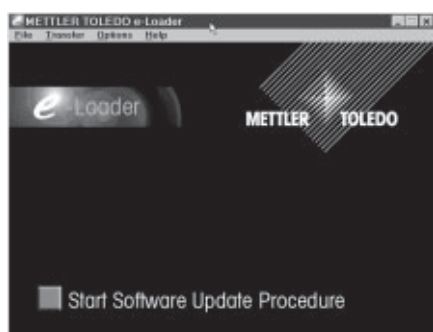 METTLER TOLEDO e-Loader
File Transfer Options Help
e-Loader
METTLER TOLEDO
Start Software Update Procedure